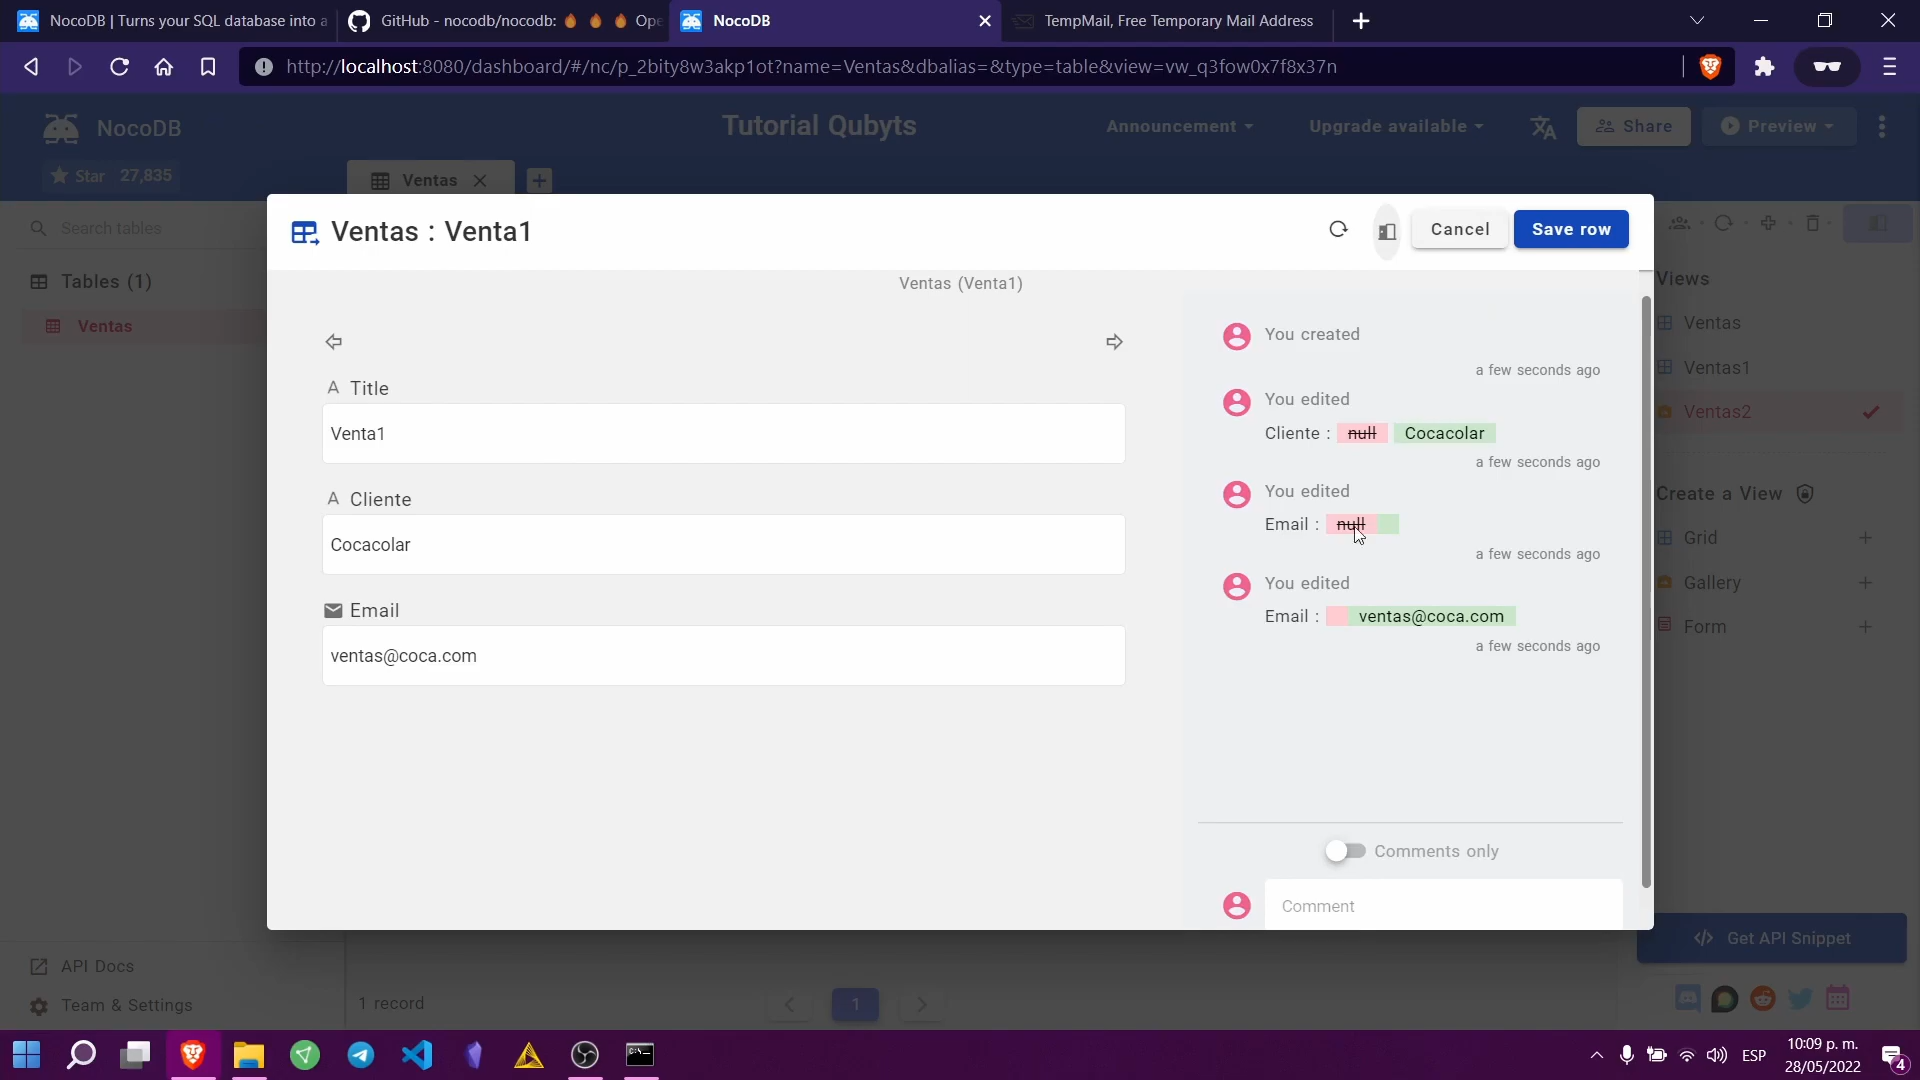 NocoDB | Turns your SQL database into a
GitHub - nocodb/nocodb: 🔥 🔥 🔥 Ope
NocoDB
TempMail, Free Temporary Mail Address
http://localhost:8080/dashboard/#/nc/p_2bity8w3akp1ot?name=Ventas&dbalias=&type=table&view=vw_q3fow0x7f8x37n
NocoDB
Tutorial Qubyts
Announcement
Upgrade available
Share
Preview
Star 27,835
Ventas
Search tables
Tables (1)
Ventas
Ventas : Venta1
Cancel
Save row
Ventas (Venta1)
Title
Venta1
Cliente
Cocacolar
Email
ventas@coca.com
You created
a few seconds ago
You edited
Cliente : null Cocacolar
a few seconds ago
You edited
Email : null
a few seconds ago
You edited
Email : ventas@coca.com
a few seconds ago
Comments only
Comment
Views
Ventas
Ventas1
Ventas2
Create a View
Grid
Gallery
Form
Get API Snippet
API Docs
Team & Settings
1 record
1
ESP
10:09 p. m.
28/05/2022
4